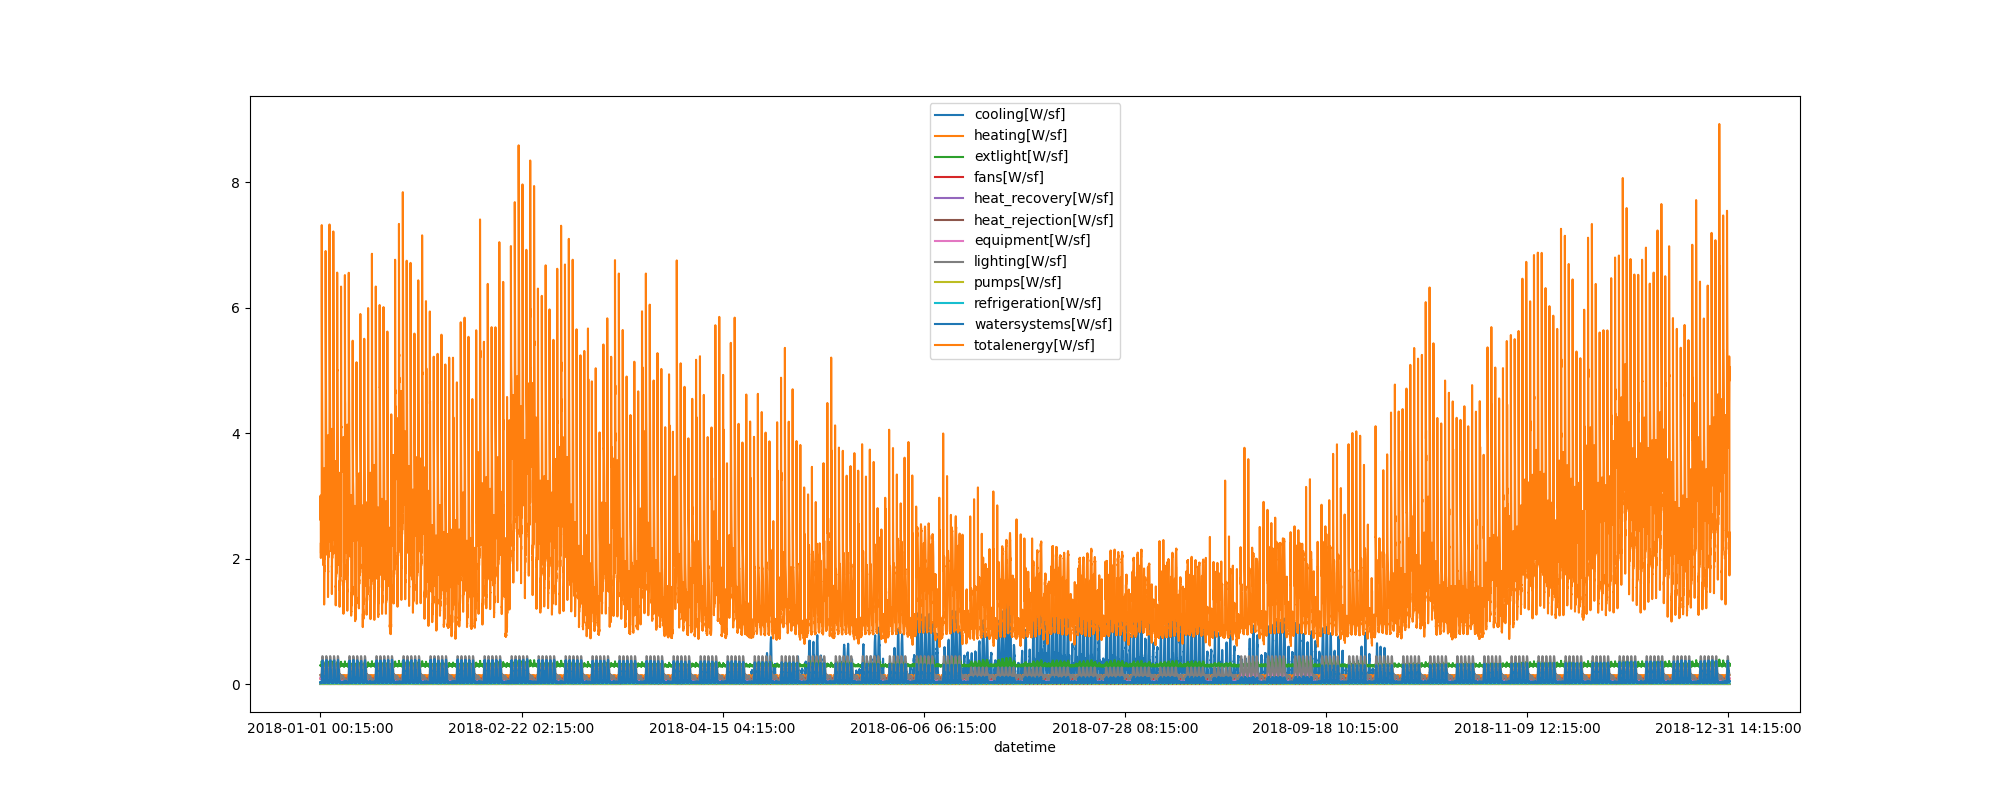 cooling[W/sf]
heating[W/sf]
extlight[W/sf]
fans[W/sf]
heat_recovery[W/sf]
heat_rejection[W/sf]
equipment[W/sf]
lighting[W/sf]
pumps[W/sf]
refrigeration[W/sf]
watersystems[W/sf]
totalenergy[W/sf]
8
6
4
2
0
2018-01-01 00:15:00 2018-02-22 02:15:00 2018-04-15 04:15:00 2018-06-06 06:15:00 2018-07-28 08:15:00 2018-09-18 10:15:00 2018-11-09 12:15:00 2018-12-31 14:15:00
datetime